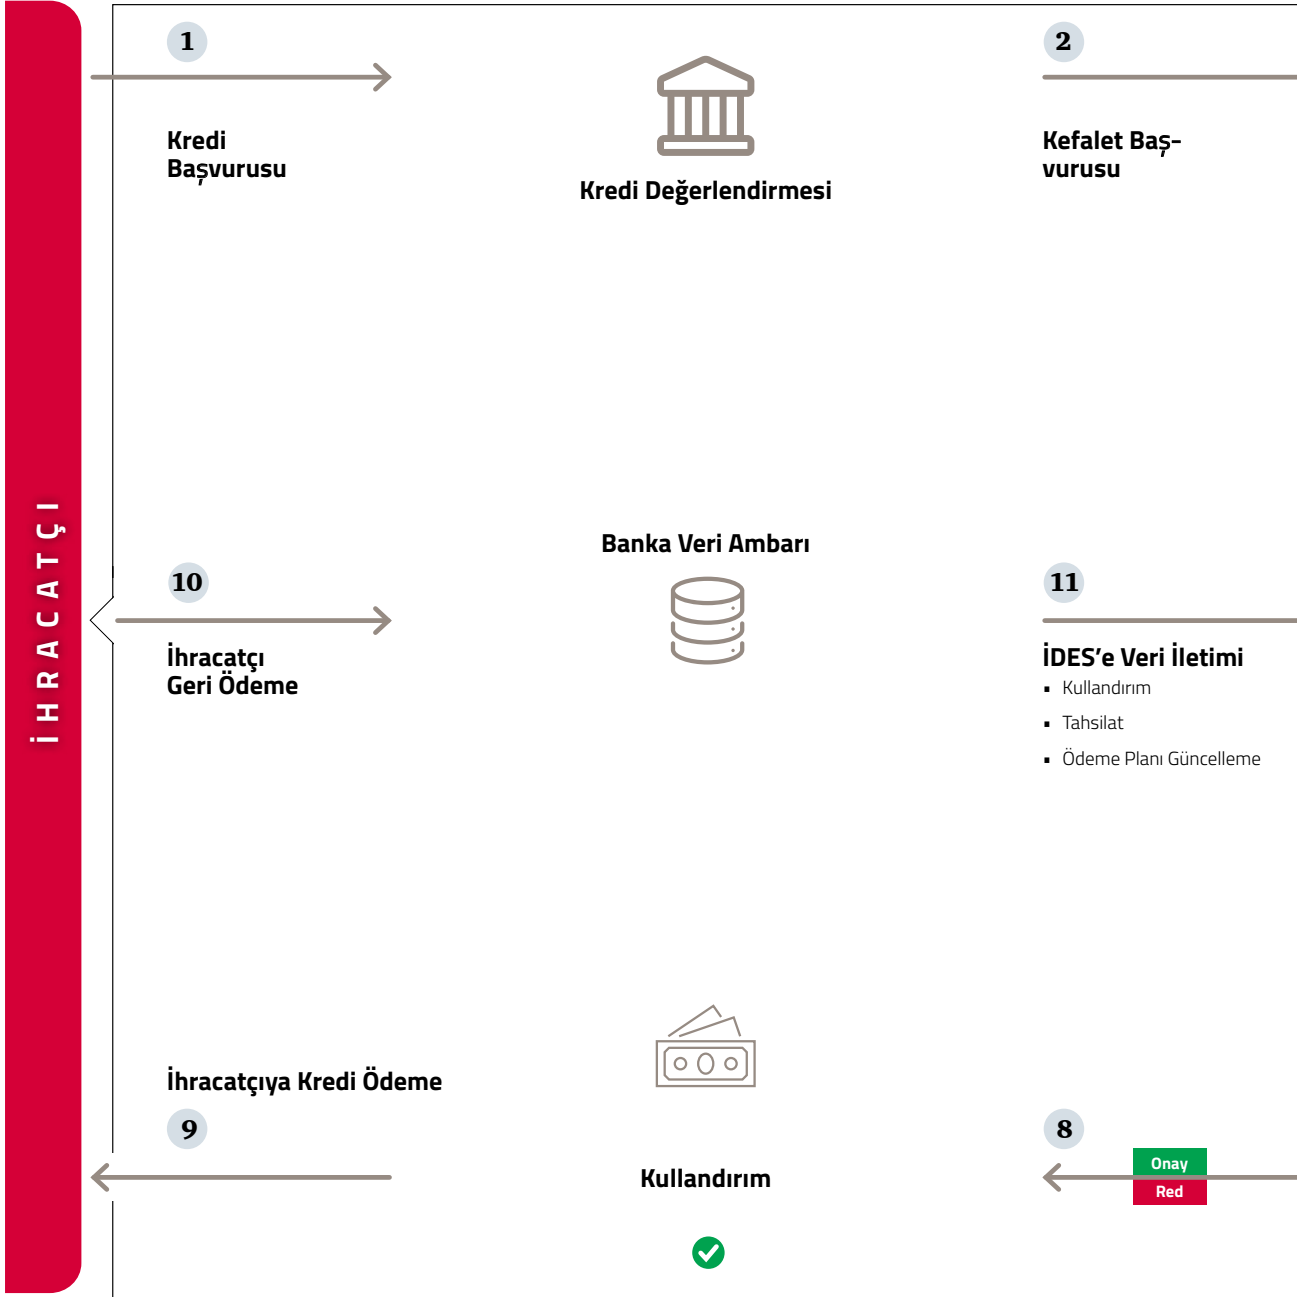 İHRACATÇI
1
Kredi
Başvurusu
Kredi Değerlendirmesi
2
Kefalet Baş-
vurusu
10
İhracatçı
Geri Ödeme
Banka Veri Ambarı
11
İDES’e Veri İletimi
▪ Kullandırım
▪ Tahsilat
▪ Ödeme Planı Güncelleme
İhracatçıya Kredi Ödeme
9
Kullandırım
8
Onay
Red